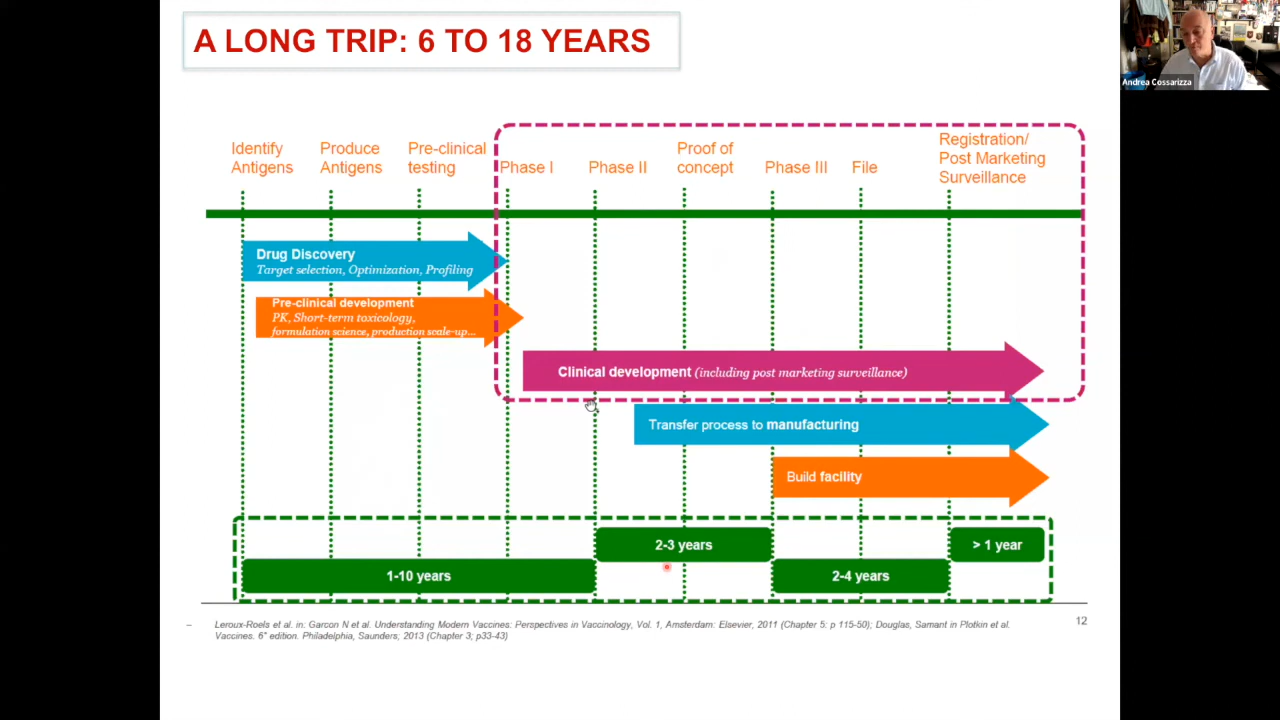 A LONG TRIP: 6 TO 18 YEARS
Andrea Cossarizza
Identify
Antigens
Produce
Antigens
Pre-clinical
testing
Phase I
Phase II
Proof of
concept
Phase III
File
Registration/
Post Marketing
Surveillance
Drug Discovery
Target selection, Optimization, Profiling
Pre-clinical development
PK, Short-term toxicology,
formulation science, production scale-up...
Clinical development (including post marketing surveillance)
Transfer process to manufacturing
Build facility
2-3 years
> 1 year
1-10 years
2-4 years
– Leroux-Roels et al. in: Garcon N et al. Understanding Modern Vaccines: Perspectives in Vaccinology, Vol. 1, Amsterdam: Elsevier, 2011 (Chapter 5: p 115-50); Douglas, Samant in Plotkin et al.
Vaccines. 6° edition. Philadelphia, Saunders; 2013 (Chapter 3; p33-43)
12